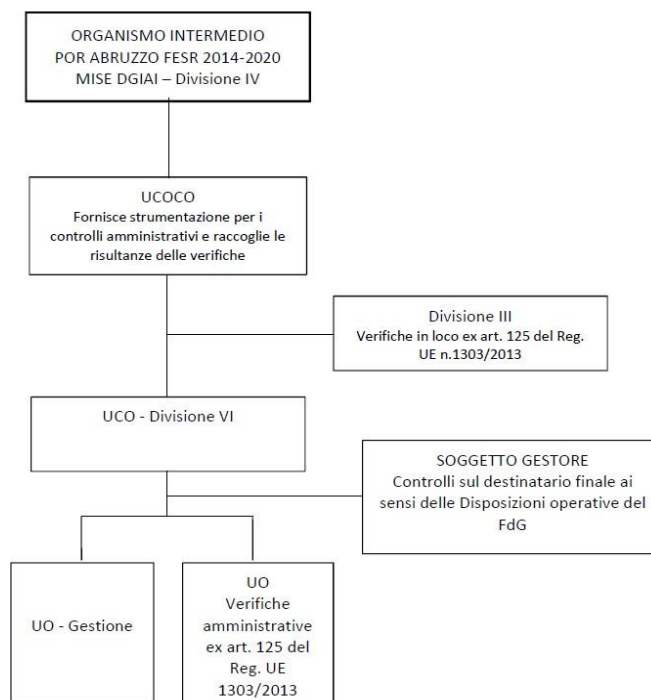 ORGANISMO INTERMEDIO
POR ABRUZZO FESR 2014-2020
MISE DGIAI – Divisione IV
UCOCO
Fornisce strumentazione per i
controlli amministrativi e raccoglie le
risultanze delle verifiche
Divisione III
Verifiche in loco ex art. 125 del Reg.
UE n.1303/2013
UCO - Divisione VI
SOGGETTO GESTORE
Controlli sul destinatario finale ai
sensi delle Disposizioni operative del
FdG
UO - Gestione
UO
Verifiche
amministrative
ex art. 125 del
Reg. UE
1303/2013